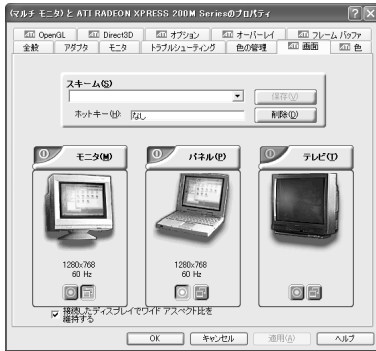 (マルチ モニタ) と ATI RADEON XPRESS 200M Seriesのプロパティ
OpenGL Direct3D オプション オーバーレイ フレーム バッファ
全般 アダプタ モニタ トラブルシューティング 色の管理 画面 色
スキーム(S)
保存(V)
ホットキー(H): なし 削除(D)
モニタ(M) パネル(P) テレビ(T)
1280x768 1280x768
60 Hz 60 Hz
接続したディスプレイでワイド アスペクト比を
維持する
OK キャンセル 適用(A) ヘルプ